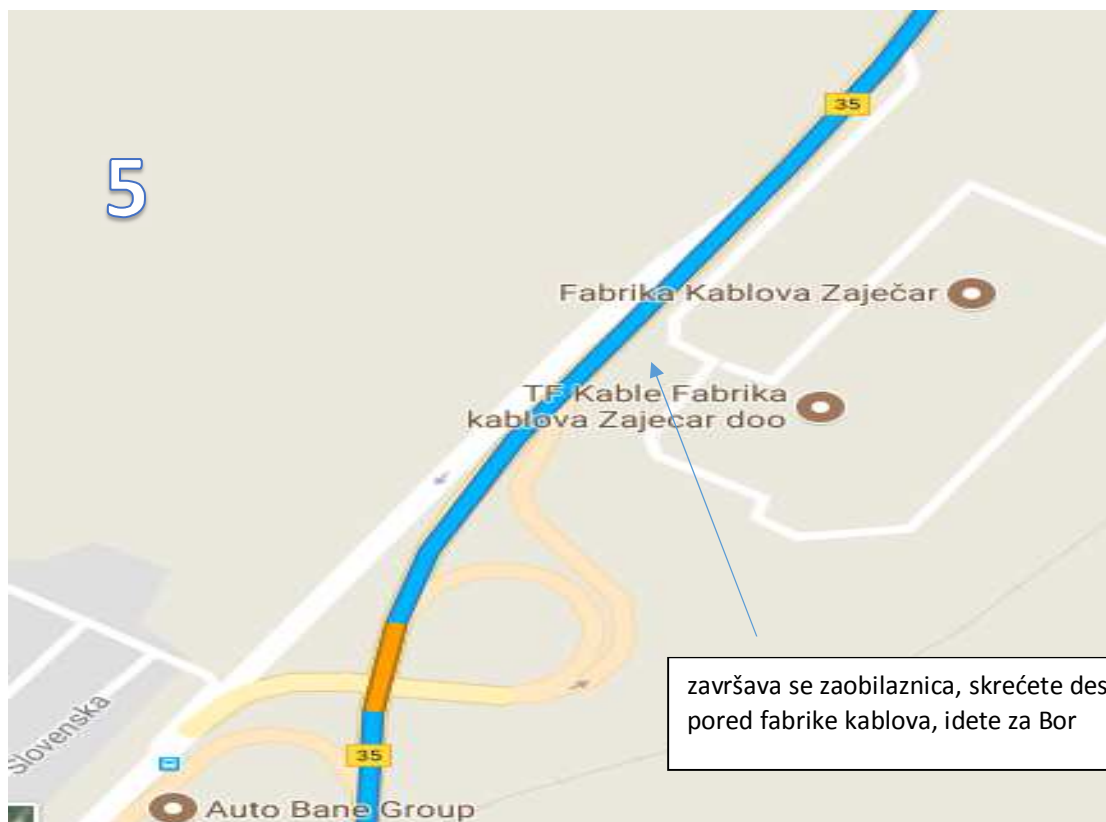 35
5
Fabrika Kablova Zaječar
TF Kable Fabrika
kablova Zajecar doo
završava se zaobilaznica, skrećete des
pored fabrike kablova, idete za Bor
Slovenska
35
Auto Bane Group